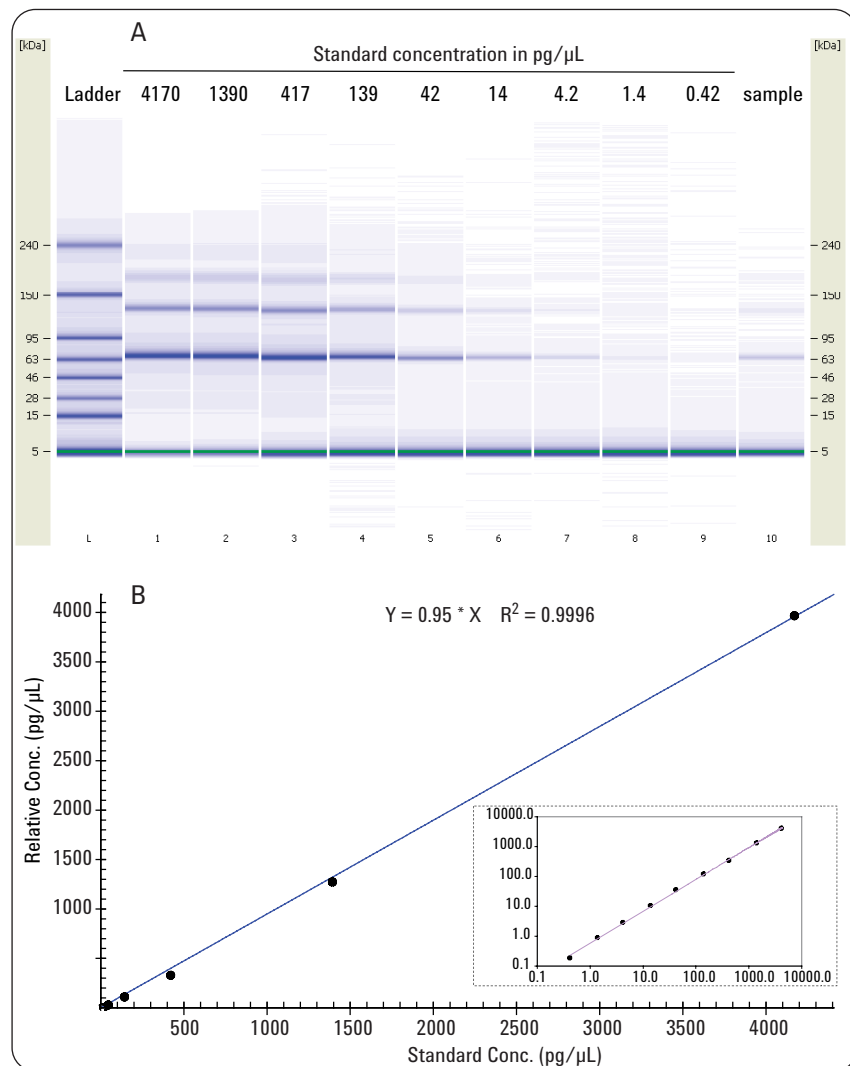 A
[kDa] [kDa]
Standard concentration in pg/µL
Ladder 4170 1390 417 139 42 14 4.2 1.4 0.42 sample
240 240
150 150
95 95
63 63
46 46
28 28
15 15
5 5
L 1 2 3 4 5 6 7 8 9 10
B
Y = 0.95 * X R² = 0.9996
4000
3500
3000
2500
2000
1500
1000
Relative Conc. (pg/µL)
10000.0
1000.0
100.0
10.0
1.0
0.1
0.1 1.0 10.0 100.0 1000.0 10000.0
500 1000 1500 2000 2500 3000 3500 4000
Standard Conc. (pg/µL)